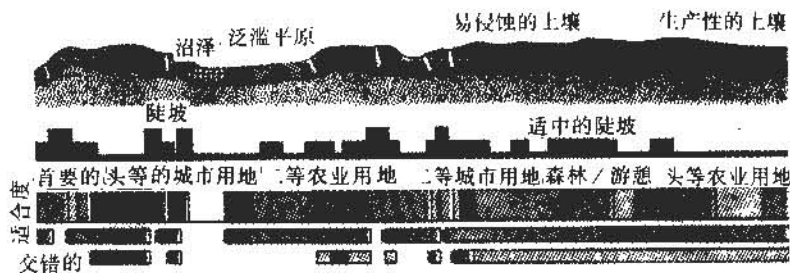 易侵蚀的土壤 生产性的土壤
沼泽 泛滥平原
陡坡
适中的陡坡
首要的 头等的城市用地 二等农业用地 二等城市用地 森林/游憩 头等农业用地
适合度
交错的